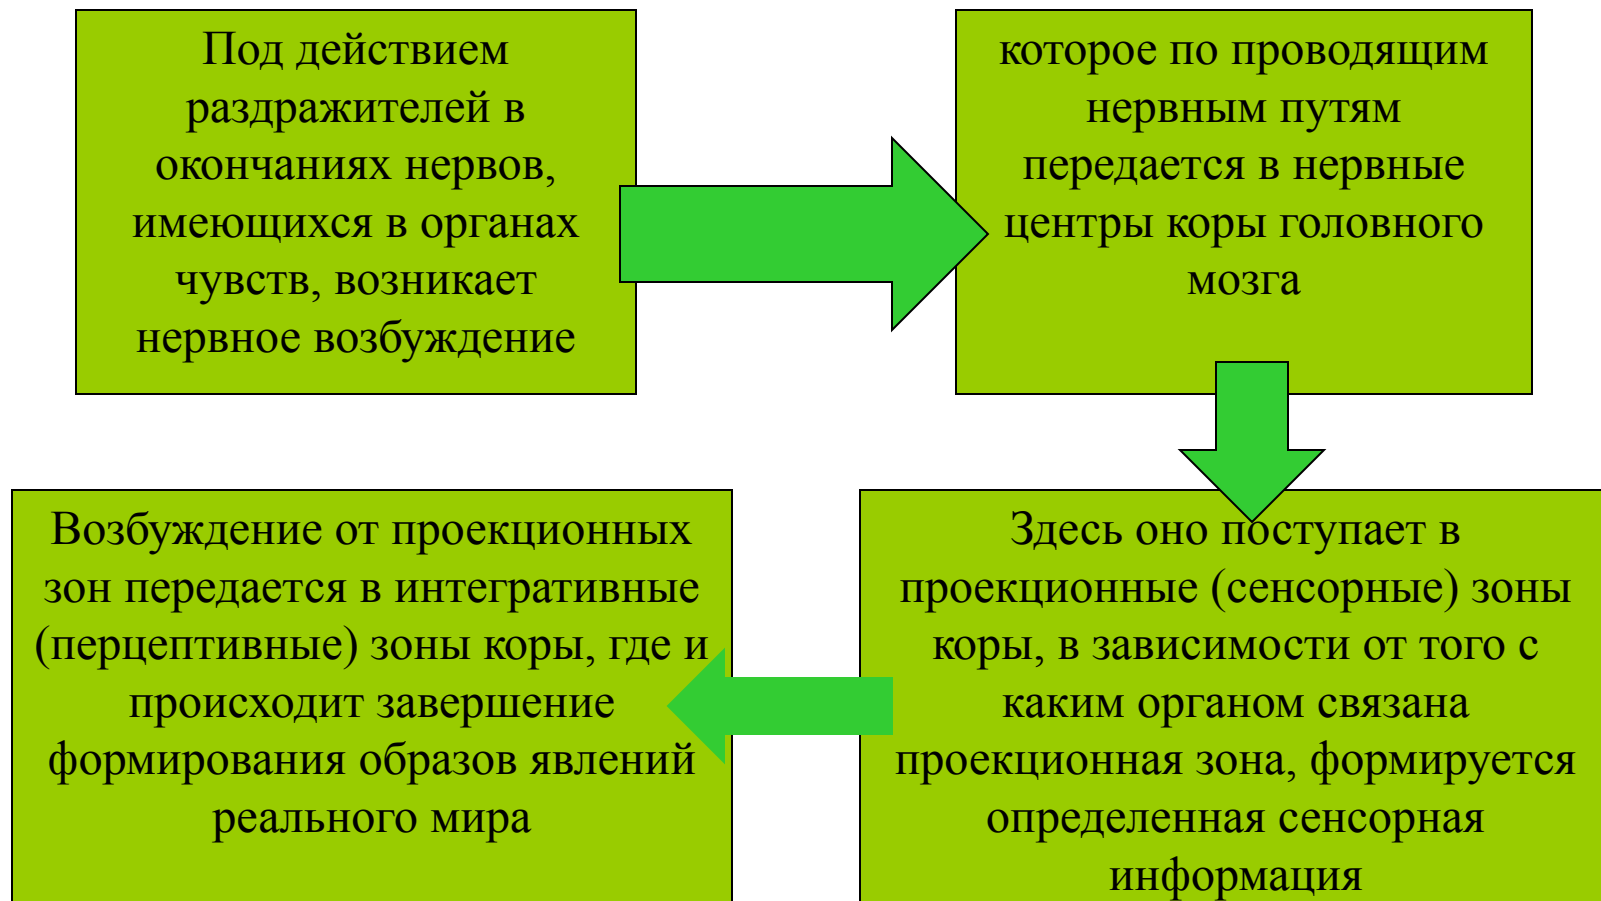 Под действием
раздражителей в
окончаниях нервов,
имеющихся в органах
чувств, возникает
нервное возбуждение
которое по проводящим
нервным путям
передается в нервные
центры коры головного
мозга
Здесь оно поступает в
проекционные (сенсорные) зоны
коры, в зависимости от того с
каким органом связана
проекционная зона, формируется
определенная сенсорная
информация
Возбуждение от проекционных
зон передается в интегративные
(перцептивные) зоны коры, где и
происходит завершение
формирования образов явлений
реального мира